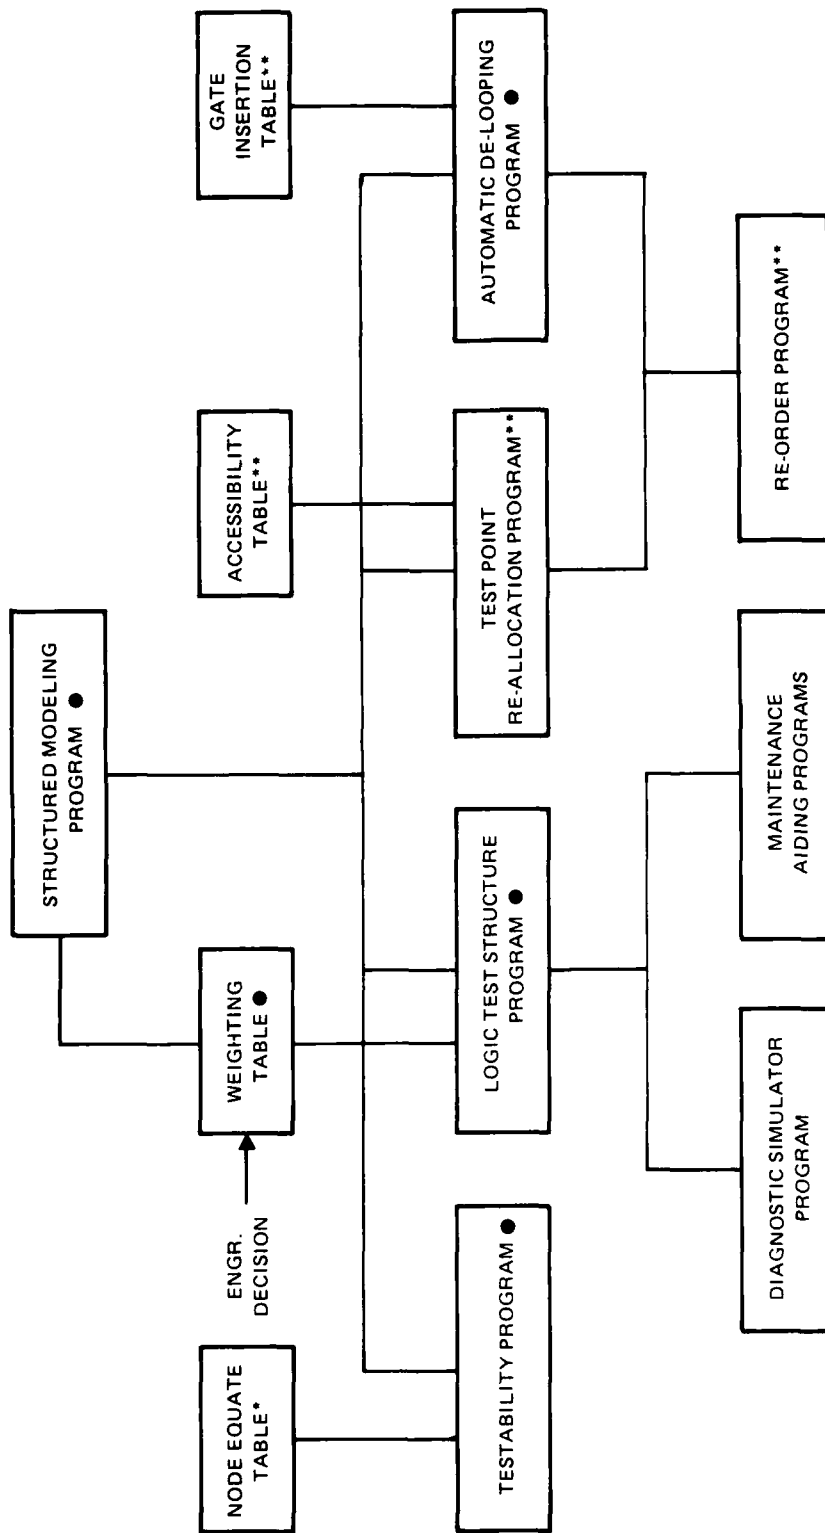 STRUCTURED MODELING
PROGRAM ●
NODE EQUATE
TABLE*
ENGR.
DECISION
WEIGHTING
TABLE ●
ACCESSIBILITY
TABLE**
GATE
INSERTION
TABLE**
TESTABILITY PROGRAM ●
LOGIC TEST STRUCTURE
PROGRAM ●
TEST POINT
RE-ALLOCATION PROGRAM**
AUTOMATIC DE-LOOPING
PROGRAM ●
DIAGNOSTIC SIMULATOR
PROGRAM
MAINTENANCE
AIDING PROGRAMS
RE-ORDER PROGRAM**